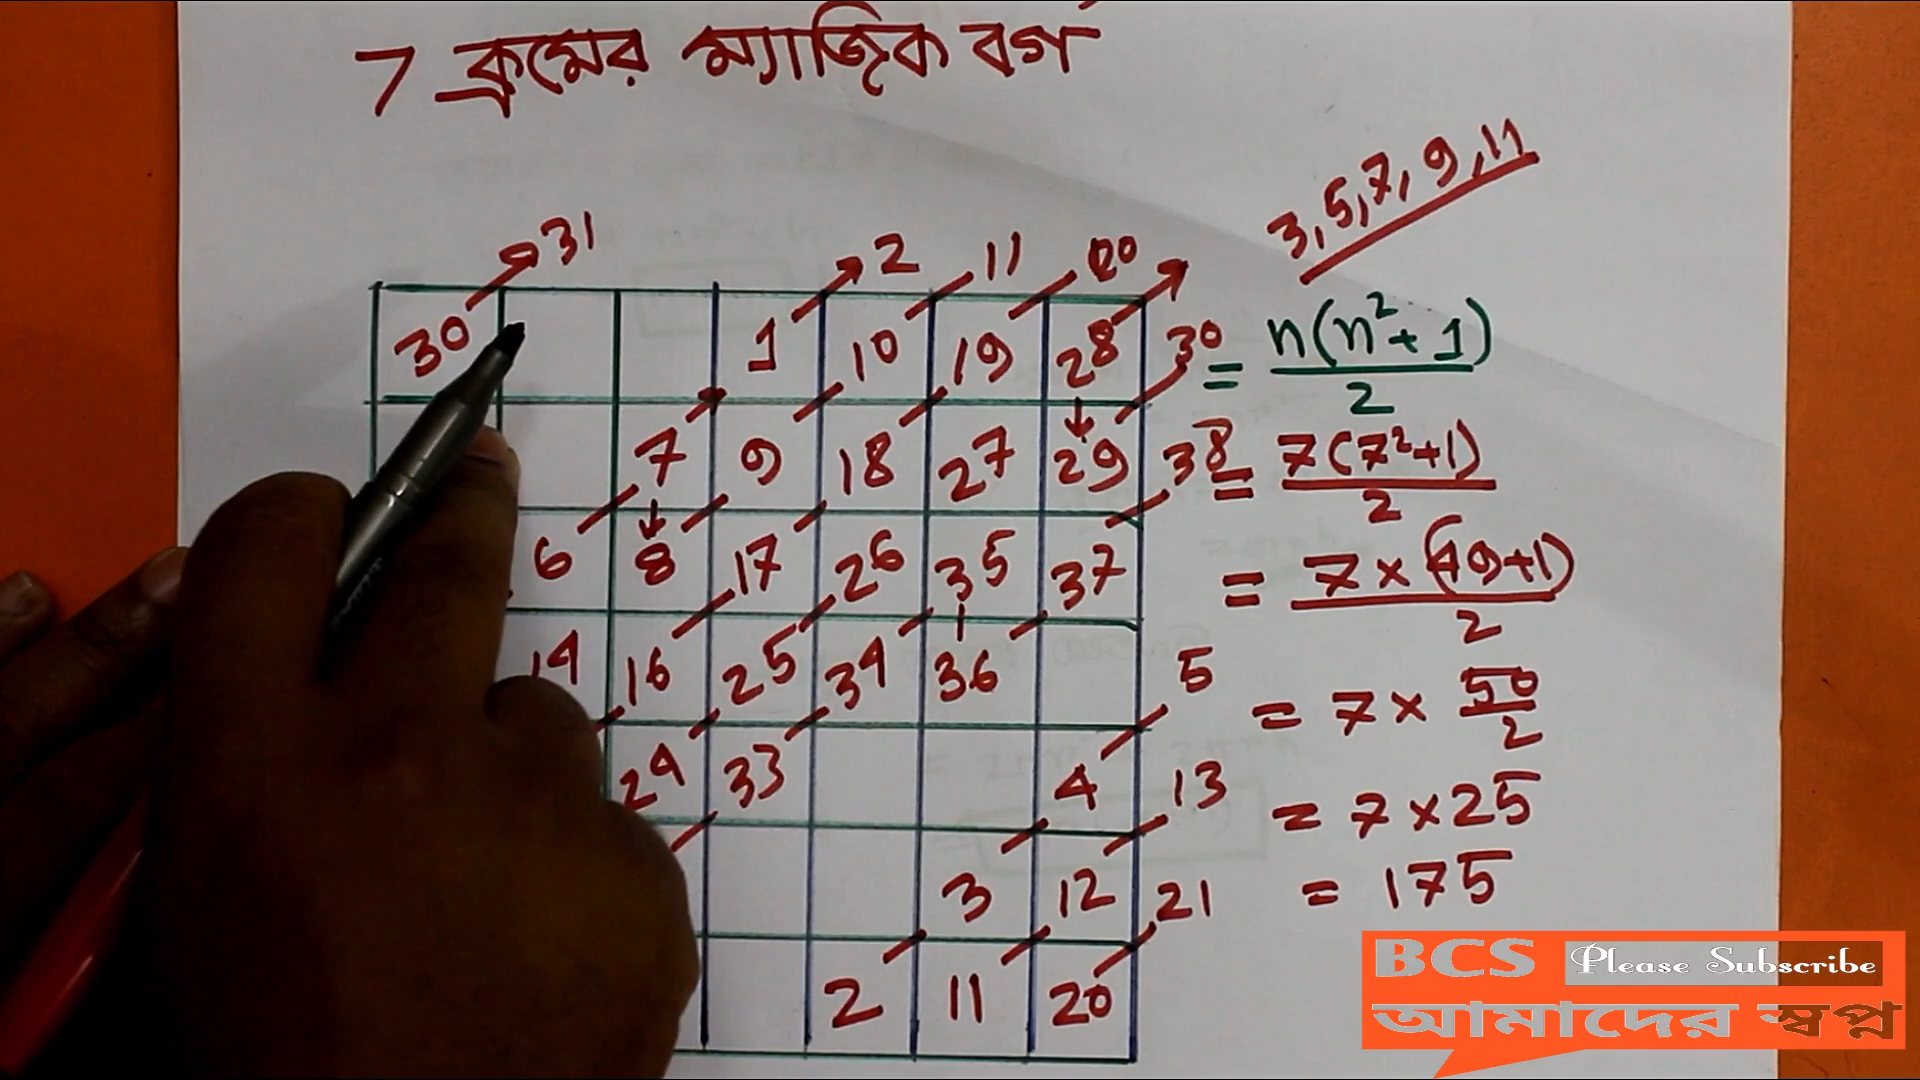 7 ক্রমের ম্যাজিক বর্গ
3, 5, 7, 9, 11
31 2 11 20
30 1 10 19 28 30
7 9 18 27 29 38
6 8 17 26 35 37
14 16 25 34 36 5
24 33 4 13
3 12 21
2 11 20
= n(n²+1)/2
= 7(7²+1)/2
= 7×(49+1)/2
= 7×50/2
= 7×25
= 175
BCS Please Subscribe
আমাদের স্বপ্ন